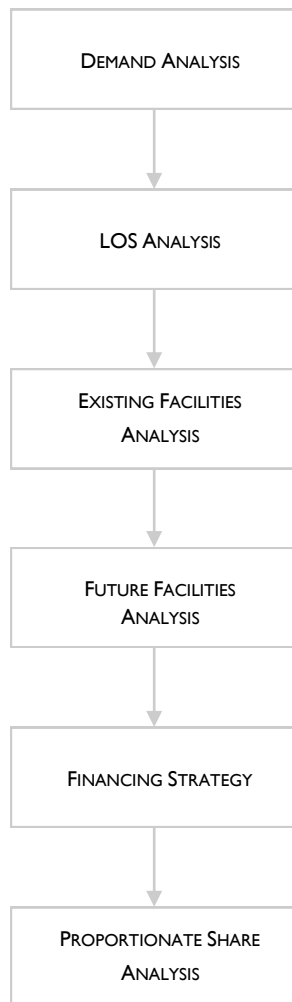 DEMAND ANALYSIS
LOS ANALYSIS
EXISTING FACILITIES
ANALYSIS
FUTURE FACILITIES
ANALYSIS
FINANCING STRATEGY
PROPORTIONATE SHARE
ANALYSIS